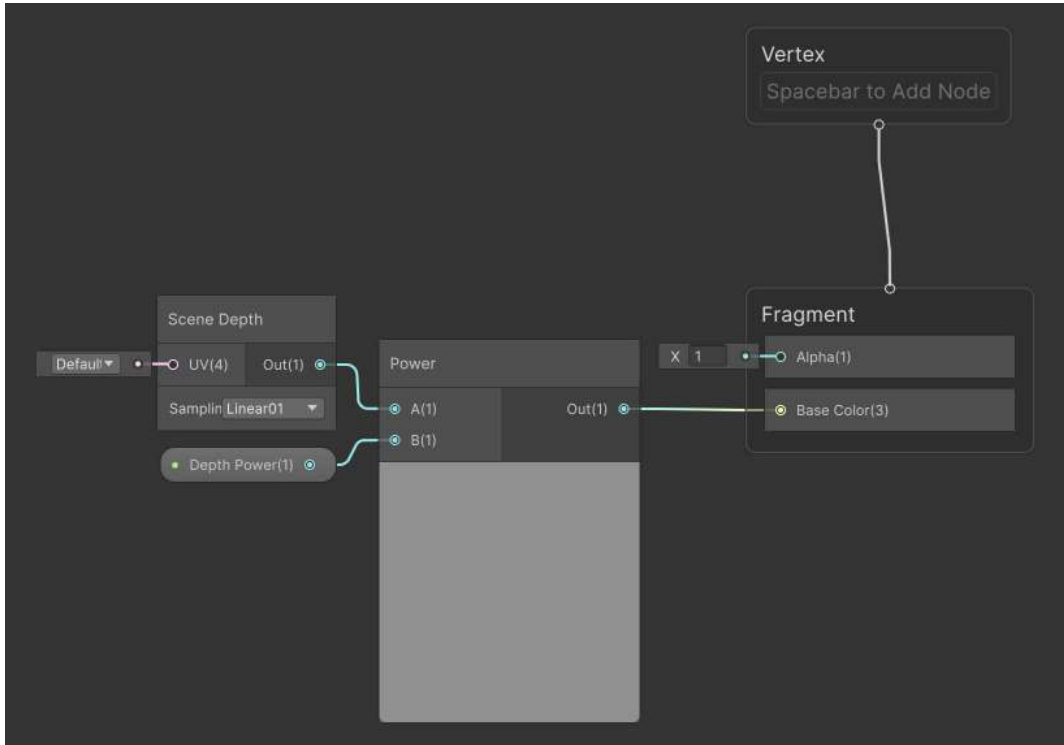 Vertex
Spacebar to Add Node
Scene Depth
Default
UV(4)
Out(1)
Samplin
Linear01
Depth Power(1)
Power
A(1)
Out(1)
B(1)
Fragment
X 1
Alpha(1)
Base Color(3)